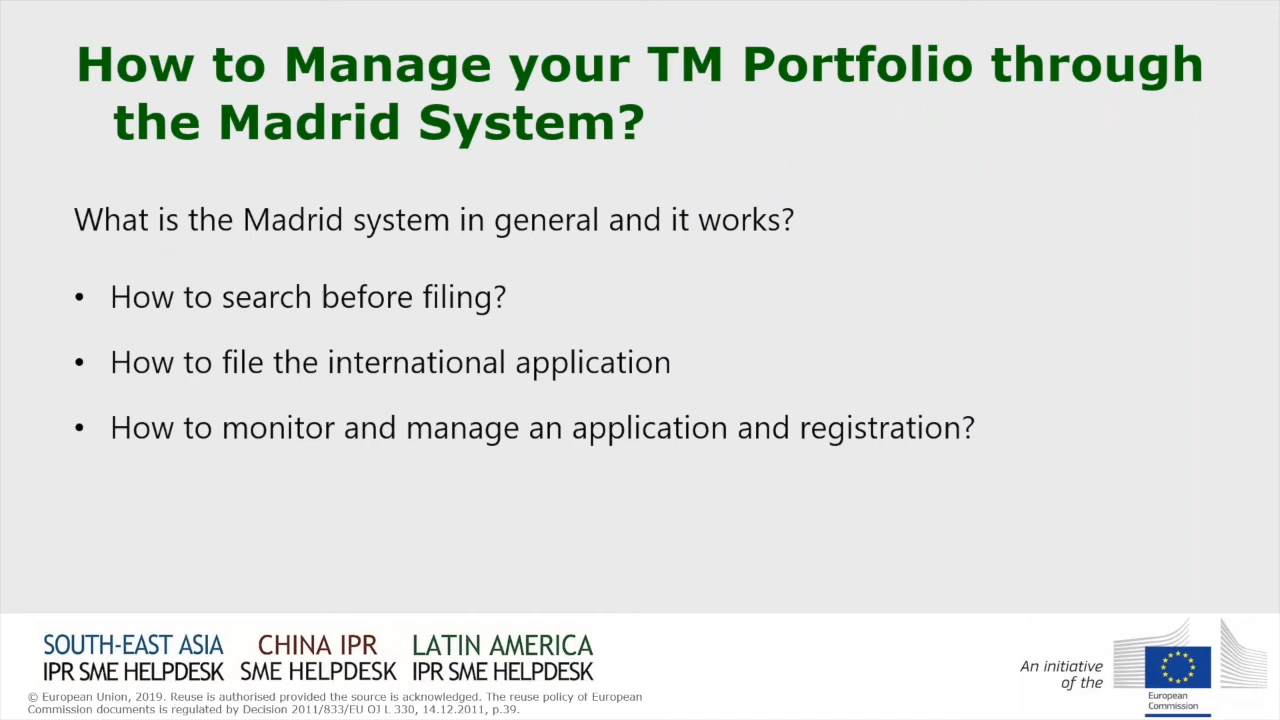 How to Manage your TM Portfolio through
the Madrid System?
What is the Madrid system in general and it works?
• How to search before filing?
• How to file the international application
• How to monitor and manage an application and registration?
SOUTH-EAST ASIA
IPR SME HELPDESK
CHINA IPR
SME HELPDESK
LATIN AMERICA
IPR SME HELPDESK
An initiative
of the
European
Commission
© European Union, 2019. Reuse is authorised provided the source is acknowledged. The reuse policy of European
Commission documents is regulated by Decision 2011/833/EU OJ L 330, 14.12.2011, p.39.